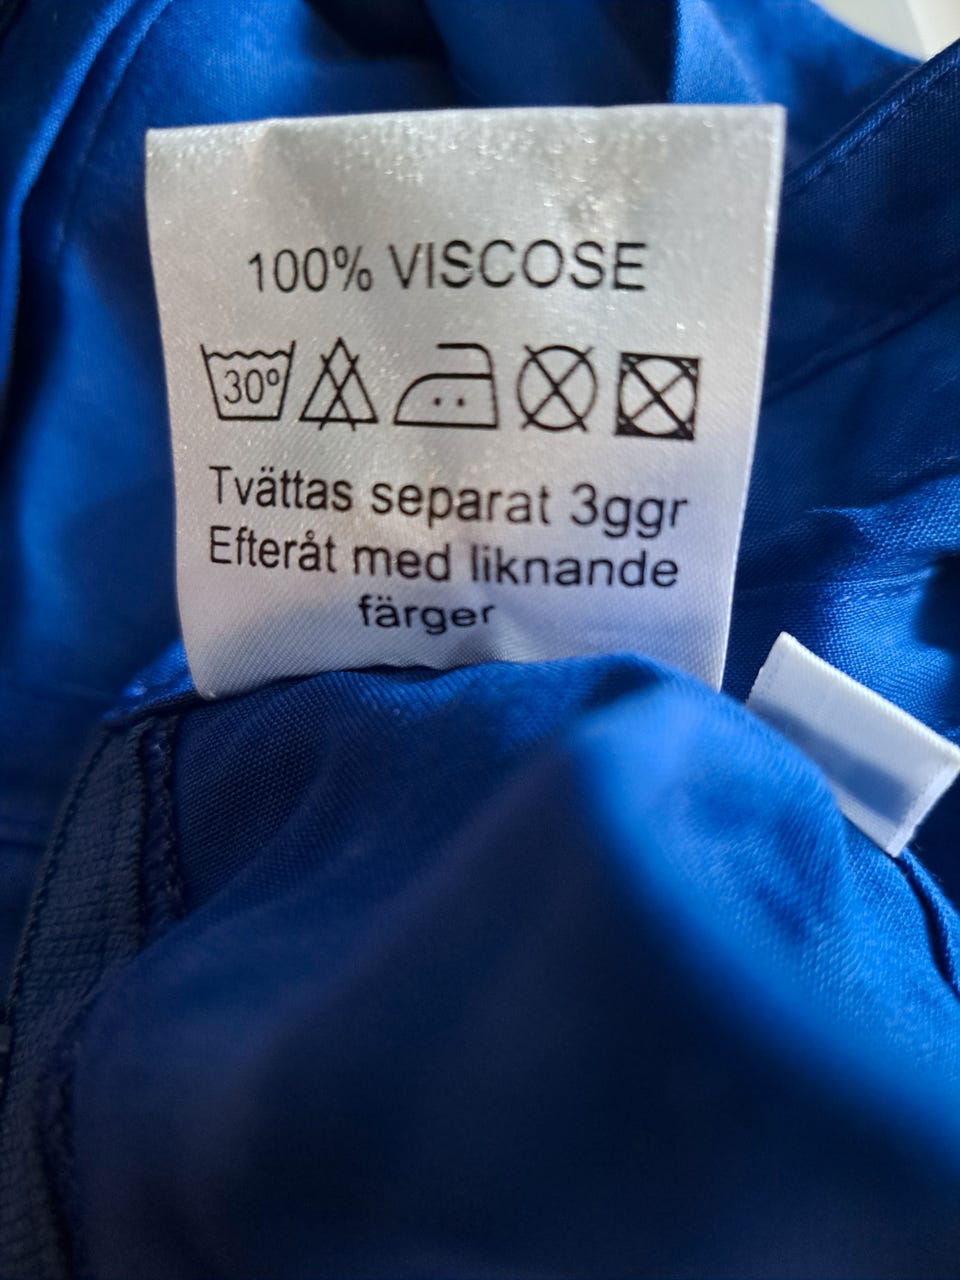 100% VISCOSE
30°
Tvättas separat 3ggr
Efteråt med liknande
färger